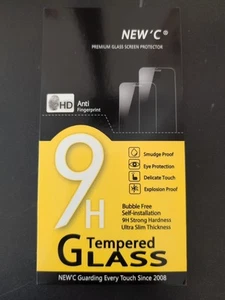 NEW'C®
PREMIUM GLASS SCREEN PROTECTOR
HD
Anti
Fingerprint
9H
Smudge Proof
Eye Protection
Delicate Touch
Explosion Proof
Bubble Free
Self-installation
9H Strong Hardness
Ultra Slim Thickness
Tempered
GLASS
NEW'C Guarding Every Touch Since 2008